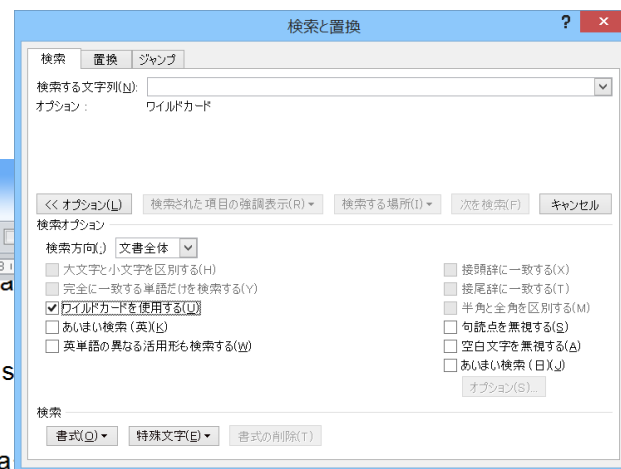 検索と置換 ? ×
検索 置換 ジャンプ
検索する文字列(N):
オプション : ワイルドカード
<< オプション(L) 検索された項目の強調表示(R) 検索する場所(I) 次を検索(F) キャンセル
検索オプション
検索方向(;) 文書全体
大文字と小文字を区別する(H) 接頭辞に一致する(X)
完全に一致する単語だけを検索する(Y) 接尾辞に一致する(T)
ワイルドカードを使用する(U) 半角と全角を区別する(M)
あいまい検索 (英)(K) 句読点を無視する(S)
英単語の異なる活用形も検索する(W) 空白文字を無視する(A)
あいまい検索 (日)(J)
オプション(S)...
検索
書式(O) 特殊文字(E) 書式の削除(T)
a
s
a